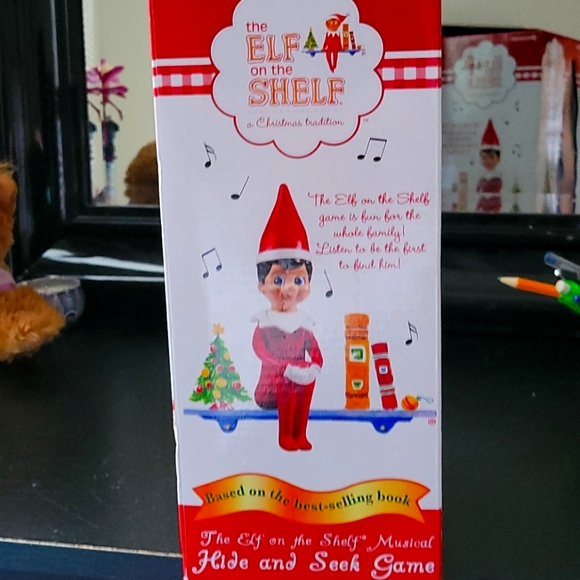 the
ELF
on the
SHELF™
a Christmas tradition™
The Elf on the Shelf
game is fun for the
whole family!
Listen to be the first
to find him!
®
Based on the best-selling book
The Elf on the Shelf® Musical
Hide and Seek Game